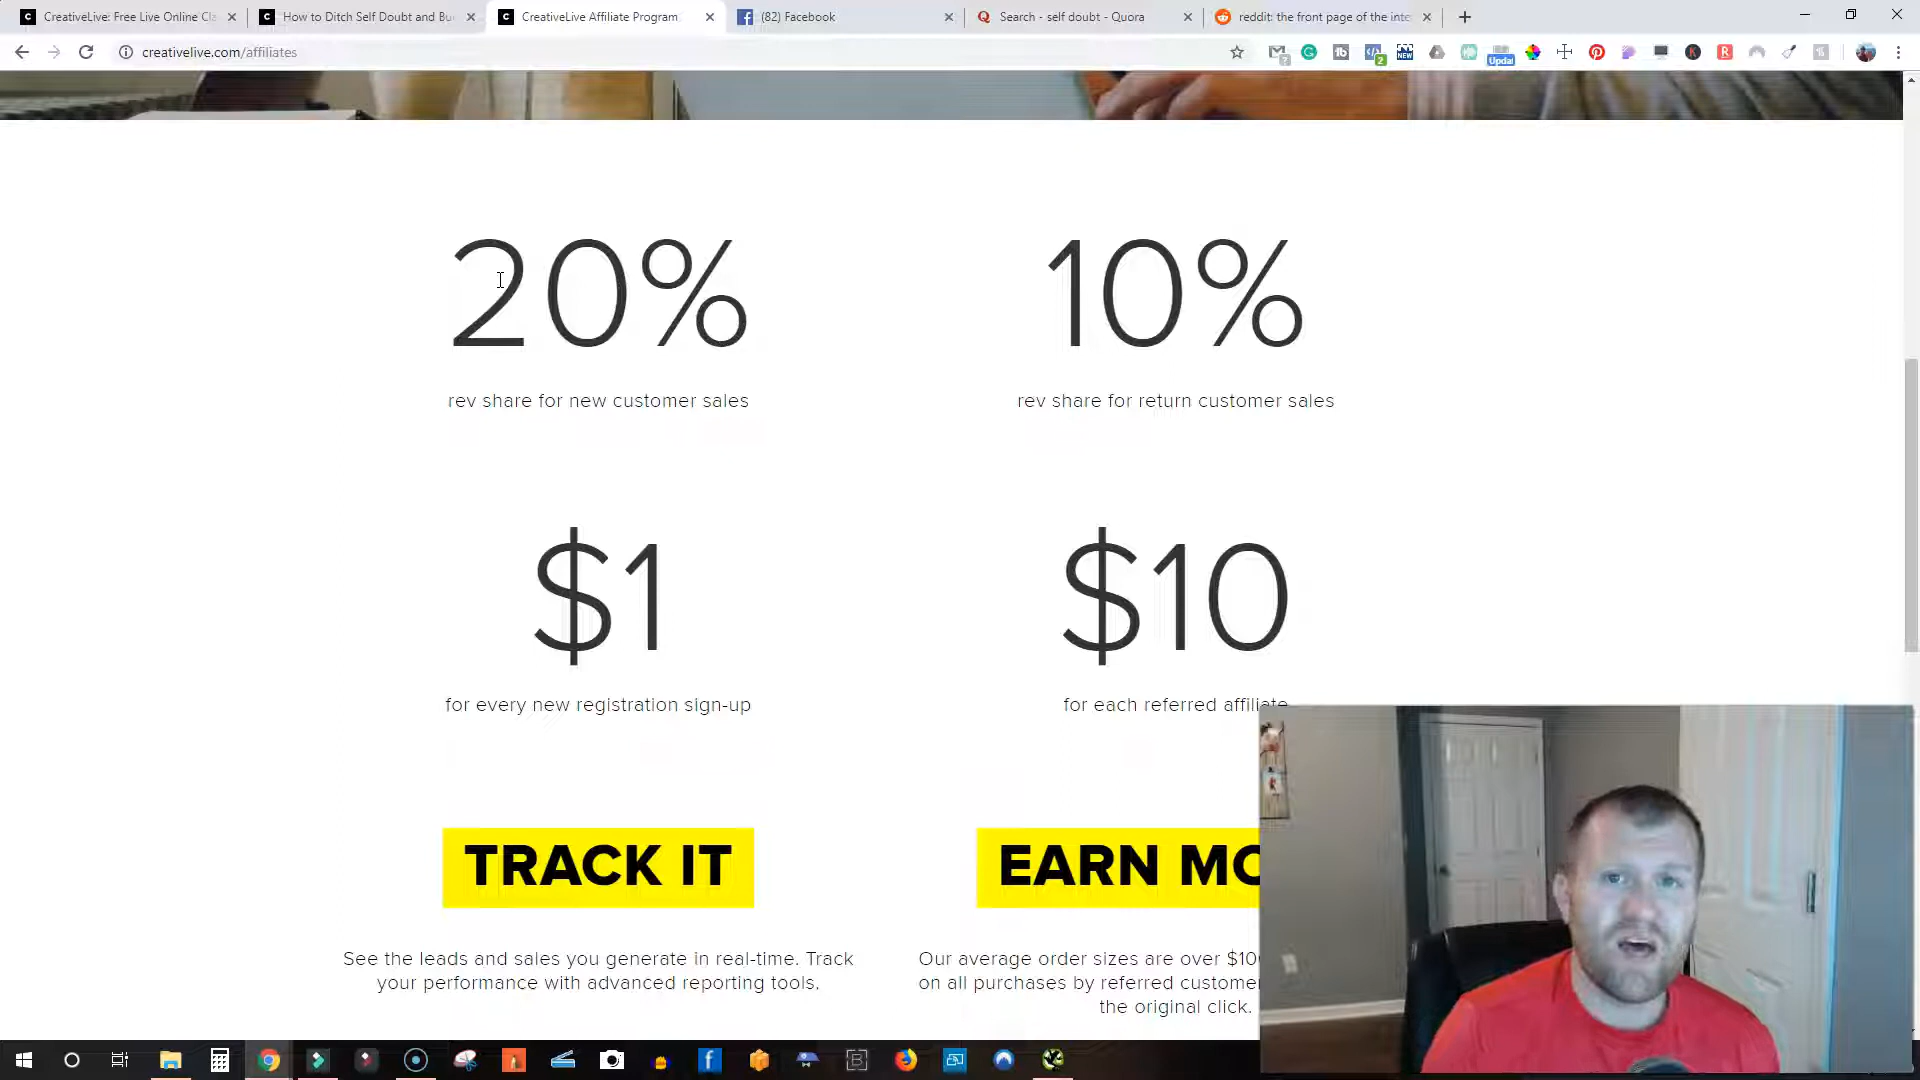 CreativeLive: Free Live Online Cl
How to Ditch Self Doubt and Bu
CreativeLive Affiliate Program
(82) Facebook
Search - self doubt - Quora
reddit: the front page of the inte
creativelive.com/affiliates
20%
10%
rev share for new customer sales
rev share for return customer sales
$1
$10
for every new registration sign-up
for each referred affiliate
TRACK IT
EARN MO
See the leads and sales you generate in real-time. Track
your performance with advanced reporting tools.
Our average order sizes are over $10
on all purchases by referred custome
the original click.